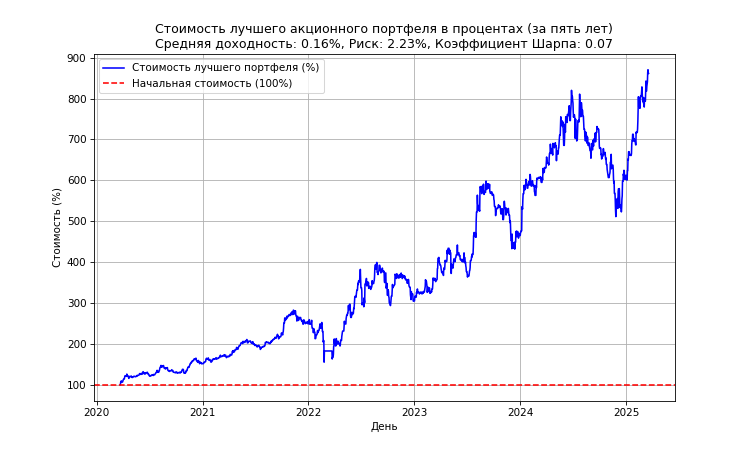 Стоимость лучшего акционного портфеля в процентах (за пять лет)
Средняя доходность: 0.16%, Риск: 2.23%, Коэффициент Шарпа: 0.07
Стоимость лучшего портфеля (%)
Начальная стоимость (100%)
Стоимость (%)
900
800
700
600
500
400
300
200
100
2020
2021
2022
2023
2024
2025
День